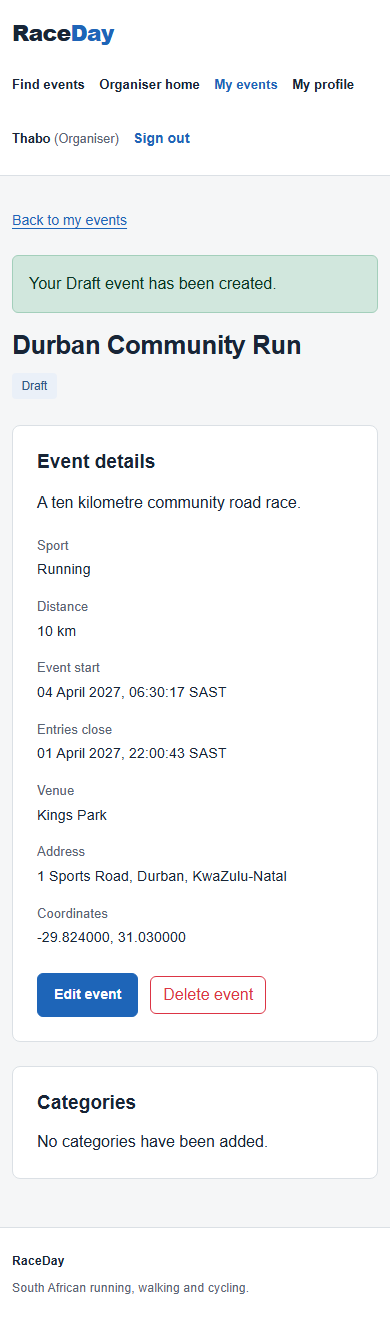 RaceDay
Find events Organiser home My events My profile
Thabo (Organiser) Sign out
Back to my events
Your Draft event has been created.
Durban Community Run
Draft
Event details
A ten kilometre community road race.
Sport
Running
Distance
10 km
Event start
04 April 2027, 06:30:17 SAST
Entries close
01 April 2027, 22:00:43 SAST
Venue
Kings Park
Address
1 Sports Road, Durban, KwaZulu-Natal
Coordinates
-29.824000, 31.030000
Edit event Delete event
Categories
No categories have been added.
RaceDay
South African running, walking and cycling.